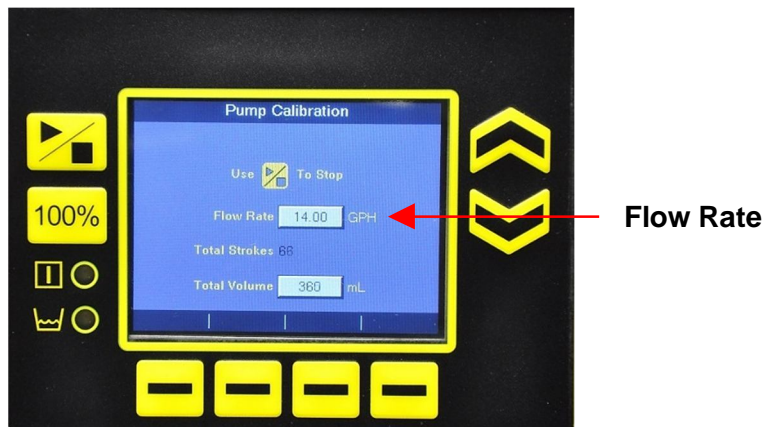 Pump Calibration
Use To Stop
100%
Flow Rate 14.00 GPH
Flow Rate
Total Strokes 66
Total Volume 360 mL